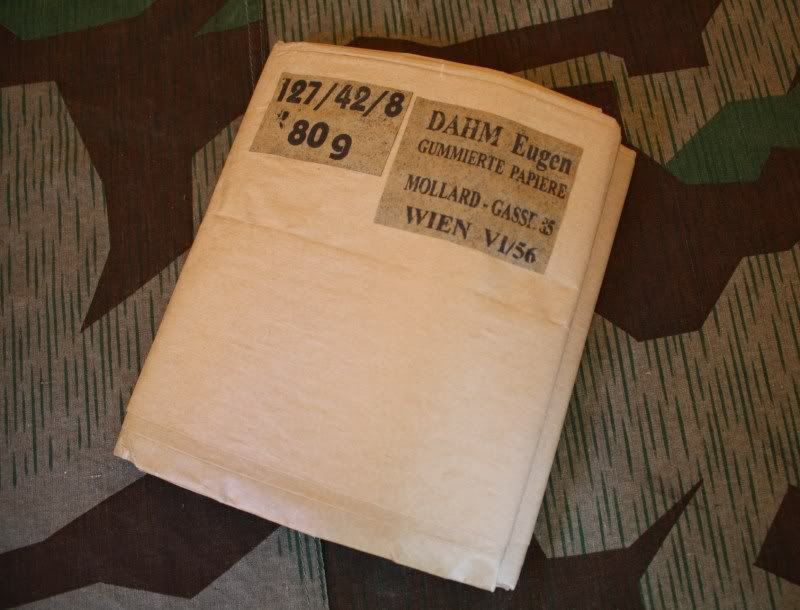 127/42/8
80 g
DAHM Eugen
GUMMIERTE PAPIERE
MOLLARD-GASSE 35
WIEN VI/56